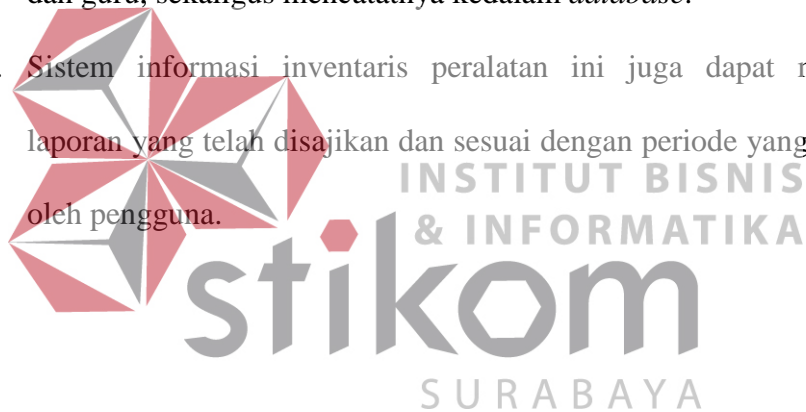 dan guru, sekaligus mencatatnya kedalam database.
. Sistem informasi inventaris peralatan ini juga dapat
laporan yang telah disajikan dan sesuai dengan periode yang
oleh pengguna.
INSTITUT BISNIS
& INFORMATIKA
stikom
SURABAYA